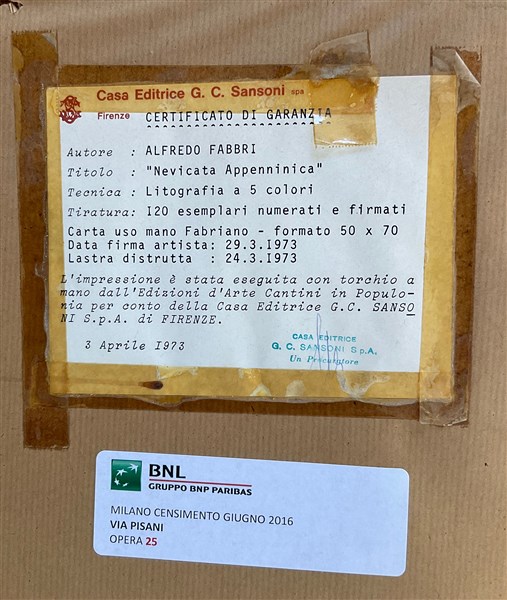 Casa Editrice G. C. Sansoni spa
Firenze CERTIFICATO DI GARANZIA
Autore : ALFREDO FABBRI
Titolo : "Nevicata Appenninica"
Tecnica : Litografia a 5 colori
Tiratura: I20 esemplari numerati e firmati
Carta uso mano Fabriano - formato 50 x 70
Data firma artista: 29.3.I973
Lastra distrutta : 24.3.I973
L'impressione è stata eseguita con torchio a
mano dall'Edizioni d'Arte Cantini in Populo-
nia per conto della Casa Editrice G.C. SANSO
NI S.p.A. di FIRENZE.
3 Aprile I973
CASA EDITRICE
G. C. SANSONI S.p.A.
Un Procuratore
BNL
GRUPPO BNP PARIBAS
MILANO CENSIMENTO GIUGNO 2016
VIA PISANI
OPERA 25